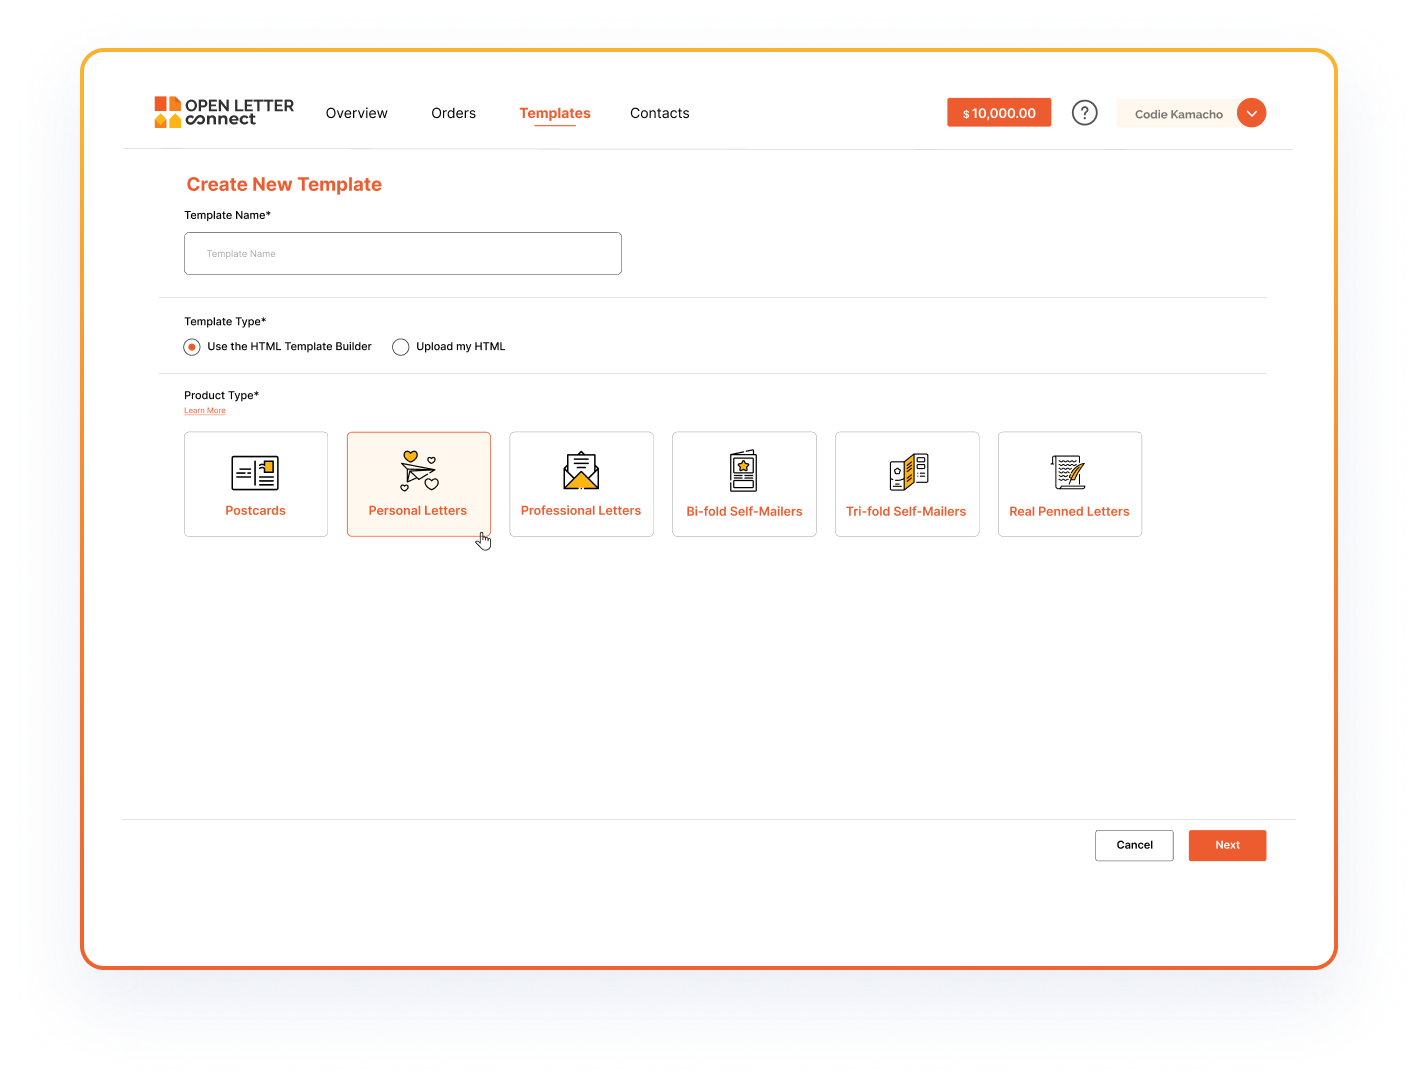 OPEN LETTER
connect
Overview
Orders
Templates
Contacts
$ 10,000.00
?
Codie Kamacho
Create New Template
Template Name*
Template Name
Template Type*
Use the HTML Template Builder
Upload my HTML
Product Type*
Learn More
Postcards
Personal Letters
Professional Letters
Bi-fold Self-Mailers
Tri-fold Self-Mailers
Real Penned Letters
Cancel
Next